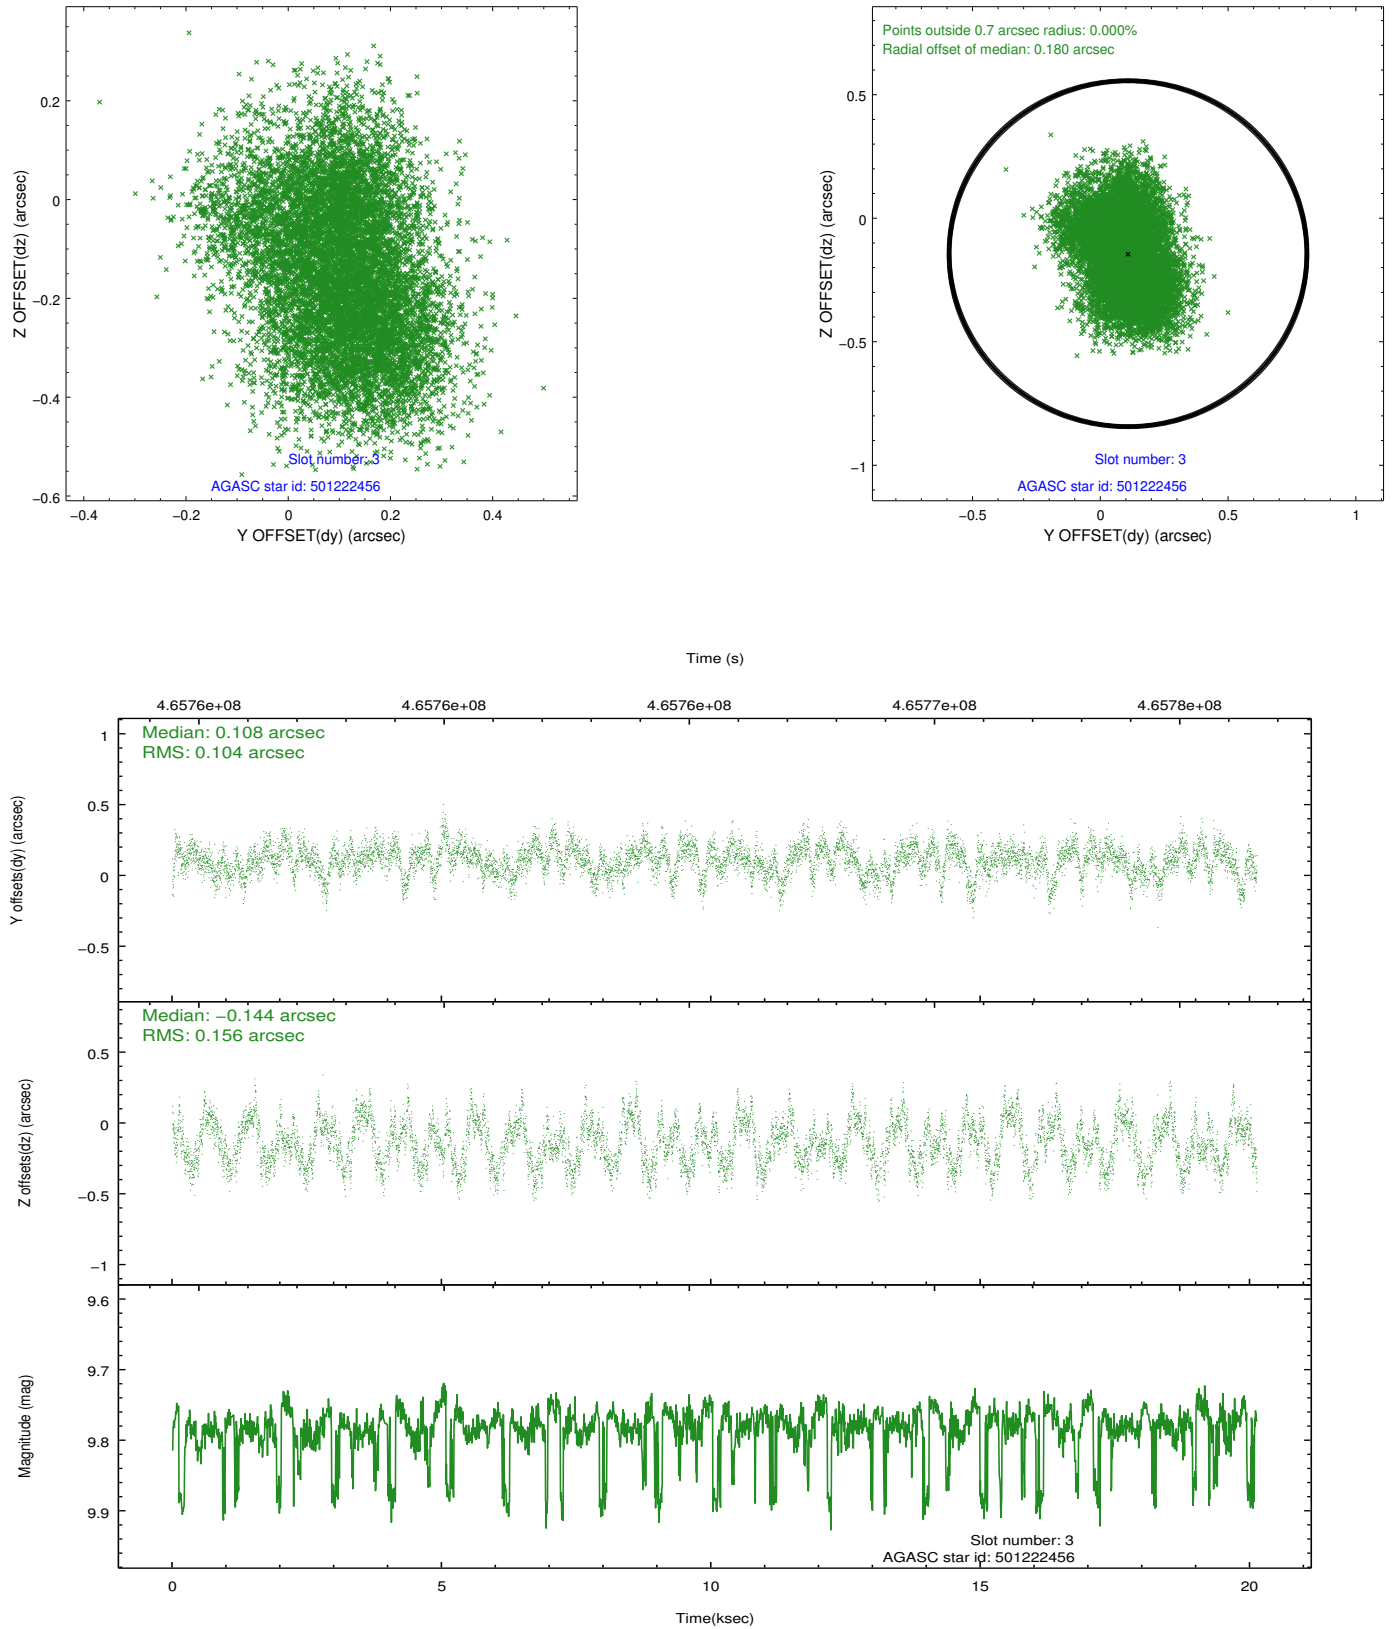 0.2
0
−0.2
−0.4
−0.6
Z OFFSET(dz) (arcsec)
Slot number: 3
AGASC star id: 501222456
−0.4
−0.2
0
0.2
0.4
Y OFFSET(dy) (arcsec)
Points outside 0.7 arcsec radius: 0.000%
Radial offset of median: 0.180 arcsec
0.5
0
−0.5
−1
Z OFFSET(dz) (arcsec)
Slot number: 3
AGASC star id: 501222456
−0.5
0
0.5
1
Y OFFSET(dy) (arcsec)
Time (s)
4.6576e+08
4.6576e+08
4.6576e+08
4.6577e+08
4.6578e+08
Median: 0.108 arcsec
RMS: 0.104 arcsec
1
0.5
0
−0.5
Y offsets(dy) (arcsec)
Median: −0.144 arcsec
RMS: 0.156 arcsec
0.5
0
−0.5
−1
Z offsets(dz) (arcsec)
9.6
9.7
9.8
9.9
Magnitude (mag)
Slot number: 3
AGASC star id: 501222456
0
5
10
15
20
Time(ksec)